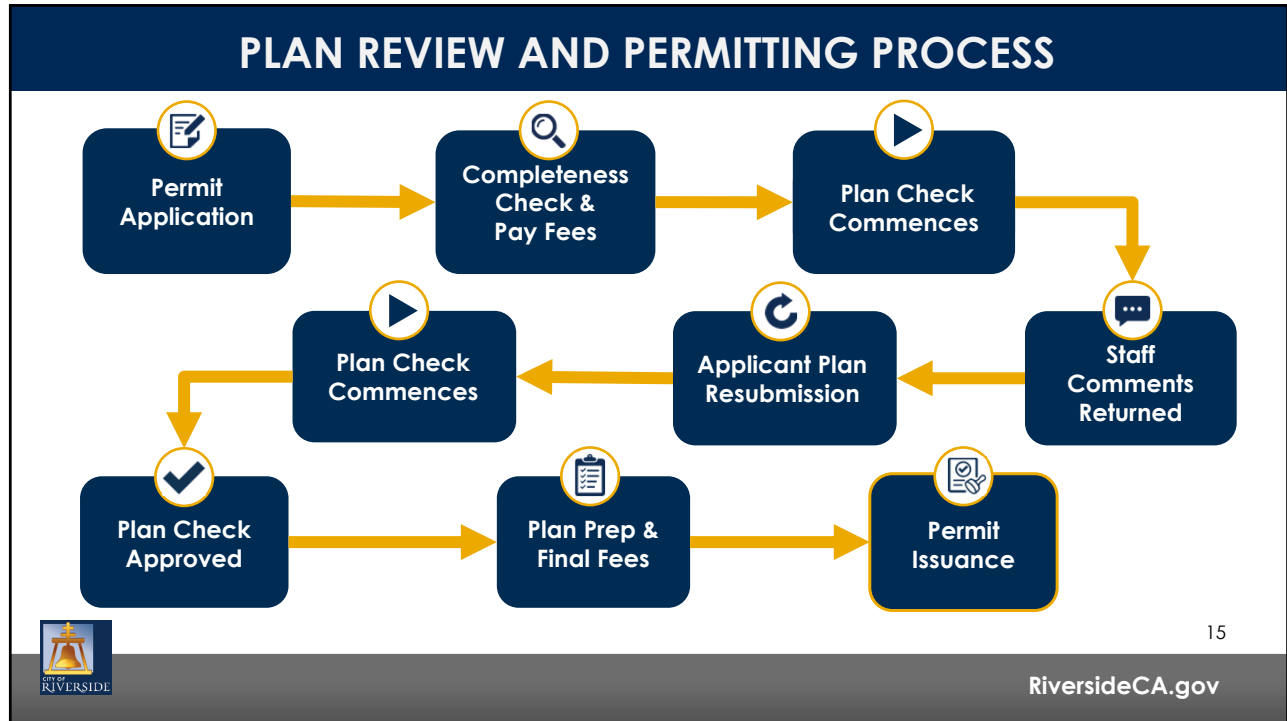 PLAN REVIEW AND PERMITTING PROCESS
Permit
Application
Completeness
Check &
Pay Fees
Plan Check
Commences
Staff
Comments
Returned
Applicant Plan
Resubmission
Plan Check
Commences
Plan Check
Approved
Plan Prep &
Final Fees
Permit
Issuance
15
CITY OF
RIVERSIDE
RiversideCA.gov